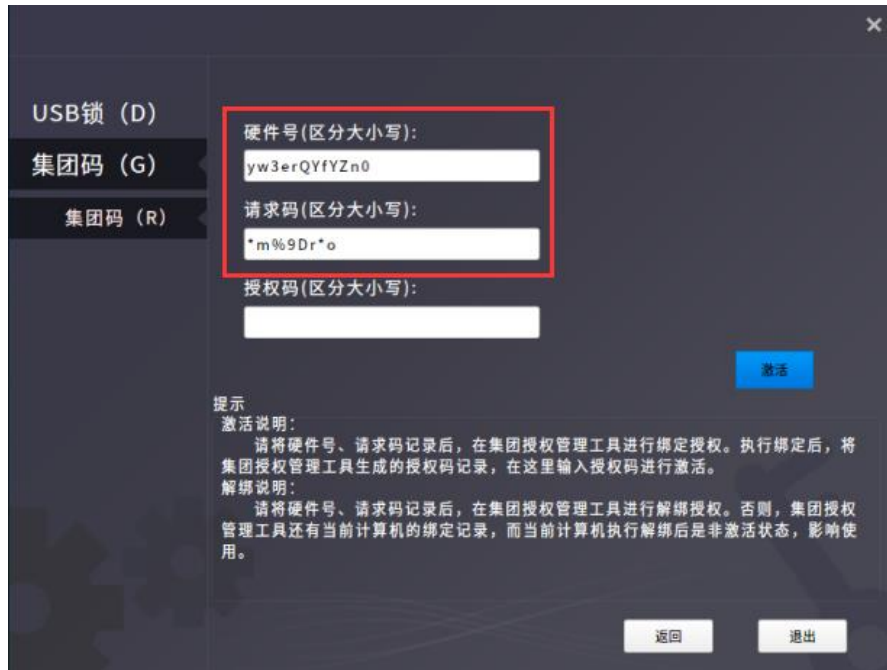 ×
USB锁（D）
集团码（G）
集团码（R）
硬件号(区分大小写):
yw3erQYfYZn0
请求码(区分大小写):
*m%9Dr*o
授权码(区分大小写):
激活
提示
激活说明:
请将硬件号、请求码记录后，在集团授权管理工具进行绑定授权。执行绑定后，将
集团授权管理工具生成的授权码记录，在这里输入授权码进行激活。
解绑说明:
请将硬件号、请求码记录后，在集团授权管理工具进行解绑授权。否则，集团授权
管理工具还有当前计算机的绑定记录，而当前计算机执行解绑后是非激活状态，影响使
用。
返回
退出